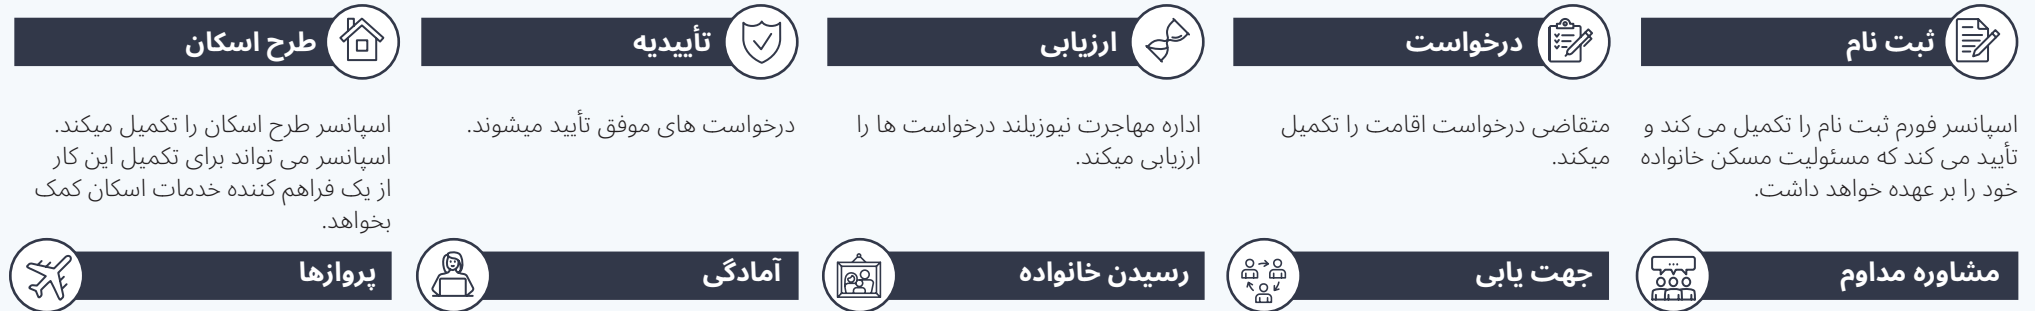 ثبت نام
اسپانسر فورم ثبت نام را تکمیل می کند و
تأیید می کند که مسئولیت مسکن خانواده
خود را بر عهده خواهد داشت.
درخواست
متقاضی درخواست اقامت را تکمیل
میکند.
ارزیابی
اداره مهاجرت نیوزیلند درخواست ها را
ارزیابی میکند.
تأییدیه
درخواست های موفق تأیید میشوند.
طرح اسکان
اسپانسر طرح اسکان را تکمیل میکند.
اسپانسر می تواند برای تکمیل این کار
از یک فراهم کننده خدمات اسکان کمک
بخواهد.
مشاوره مداوم
جهت یابی
رسیدن خانواده
آمادگی
پروازها